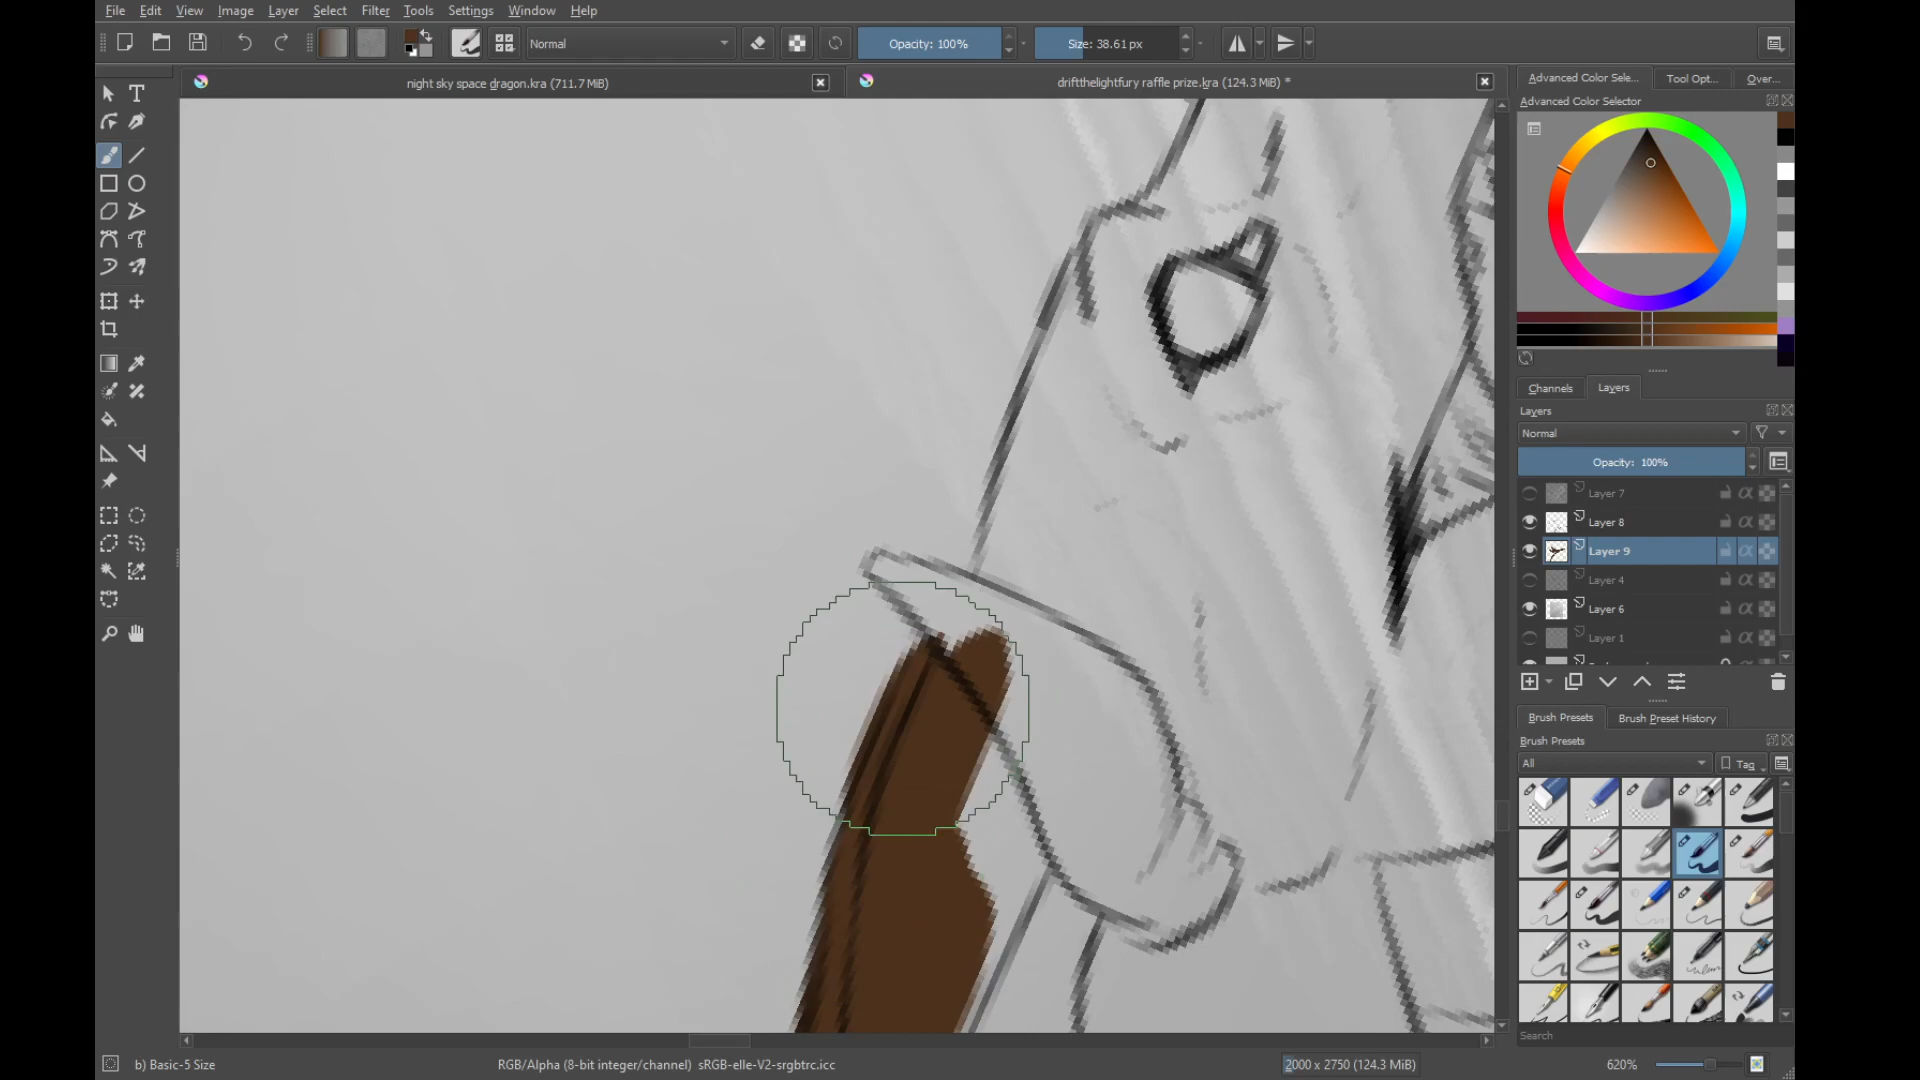 File Edit View Select Image Layer Select Filter Tools Settings Window Help
Normal
Opacity: 100%
Size: 38.61 px
night sky space dragon.kra (711.7 MiB)
driftthelightfury raffle prize.kra (124.3 MiB) *
Advanced Color Sele...
Tool Opt...
Over...
Advanced Color Selector
Channels
Layers
Layers
Normal
Opacity: 100%
Layer 7
Layer 8
Layer 9
Layer 4
Layer 6
Layer 1
Brush Presets
Brush Preset History
Brush Presets
All
Tag
Search
b) Basic-5 Size
RGB/Alpha (8-bit integer/channel) sRGB-elle-V2-srgbtrc.icc
2000 x 2750 (124.3 MiB)
620%